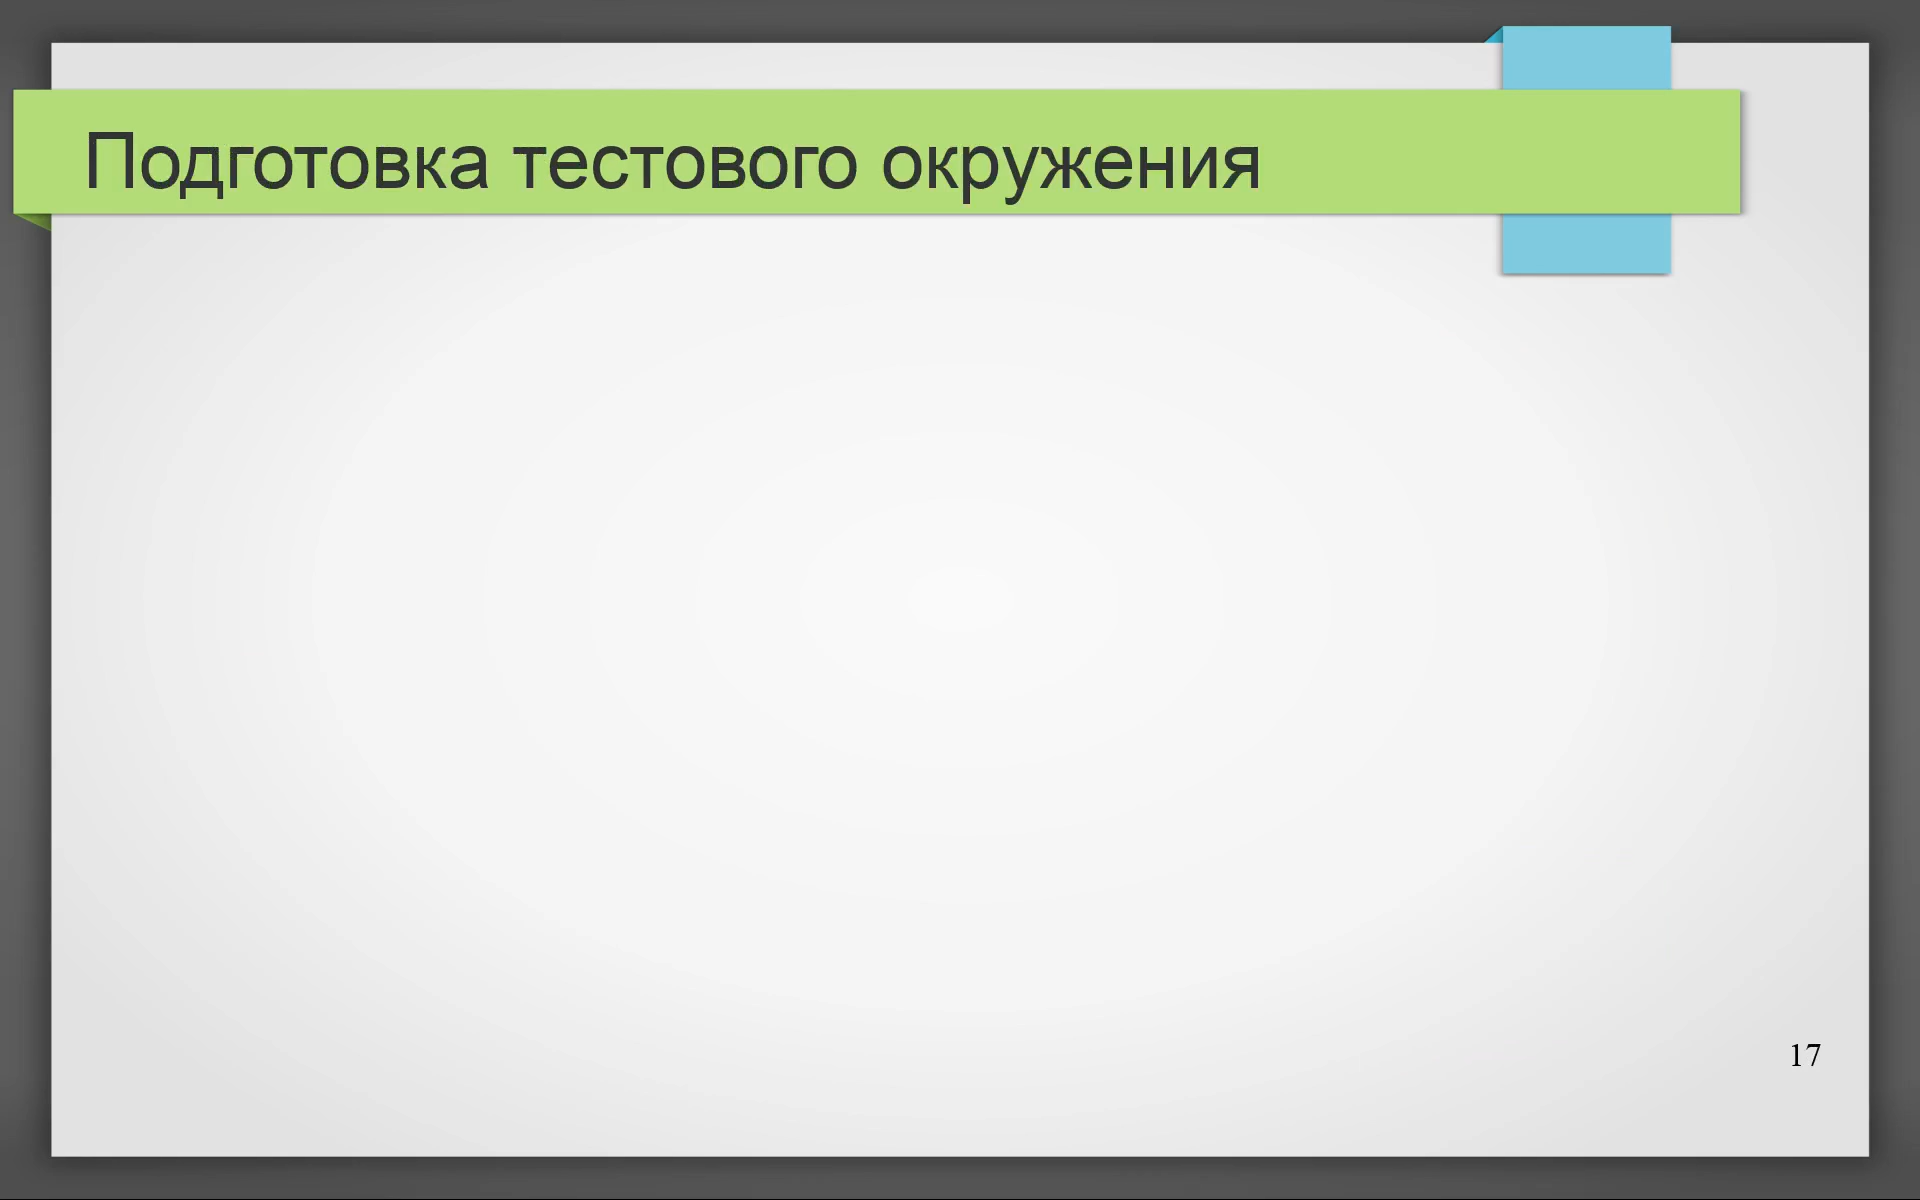 Подготовка тестового окружения
17